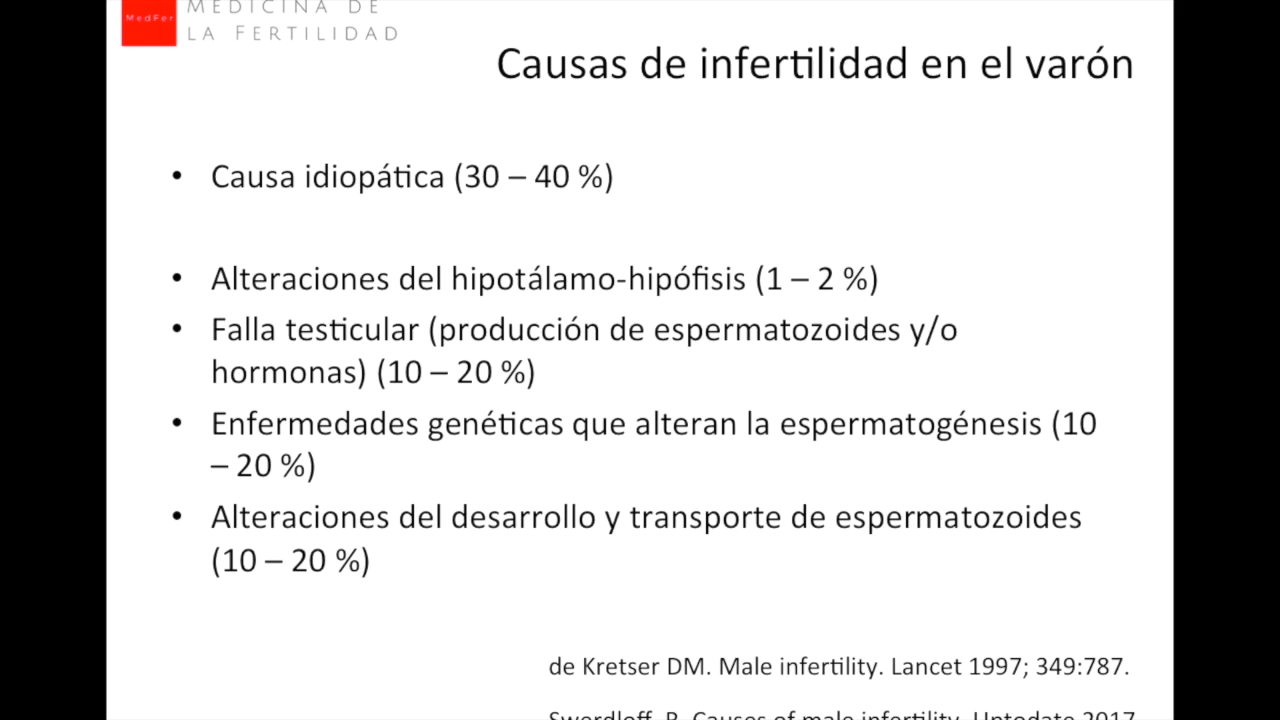 MedFer
MEDICINA DE
LA FERTILIDAD
Causas de infertilidad en el varón
• Causa idiopática (30 – 40 %)
• Alteraciones del hipotálamo-hipófisis (1 – 2 %)
• Falla testicular (producción de espermatozoides y/o
hormonas) (10 – 20 %)
• Enfermedades genéticas que alteran la espermatogénesis (10
– 20 %)
• Alteraciones del desarrollo y transporte de espermatozoides
(10 – 20 %)
de Kretser DM. Male infertility. Lancet 1997; 349:787.
Swerdloff, R. Causes of male infertility. Uptodate 2017